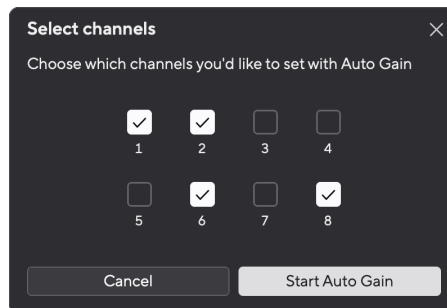 Select channels
Choose which channels you'd like to set with Auto Gain
1 2 3 4
5 6 7 8
Cancel Start Auto Gain